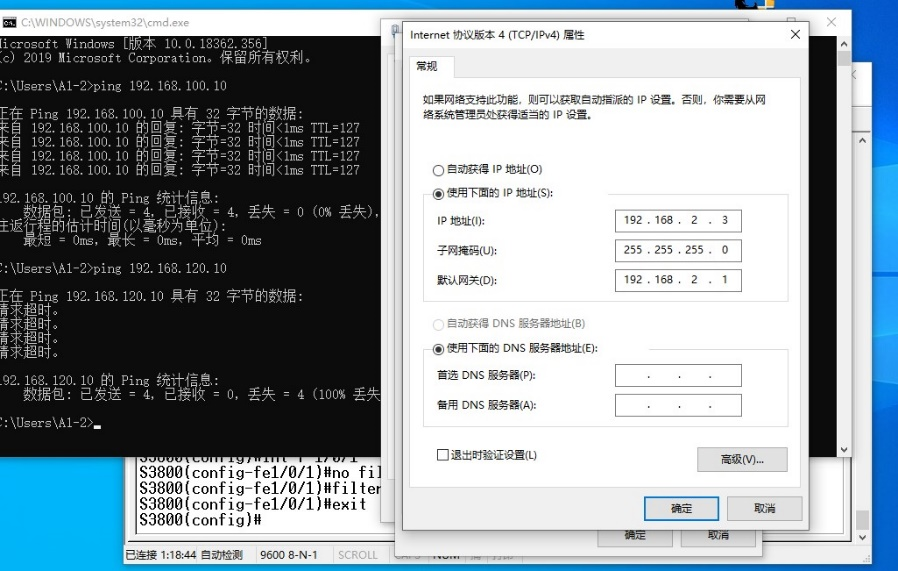 C:\WINDOWS\system32\cmd.exe
Microsoft Windows [版本 10.0.18362.356]
(c) 2019 Microsoft Corporation。保留所有权利。
C:\Users\A1-2>ping 192.168.100.10
正在 Ping 192.168.100.10 具有 32 字节的数据:
来自 192.168.100.10 的回复: 字节=32 时间<1ms TTL=127
来自 192.168.100.10 的回复: 字节=32 时间<1ms TTL=127
来自 192.168.100.10 的回复: 字节=32 时间<1ms TTL=127
来自 192.168.100.10 的回复: 字节=32 时间<1ms TTL=127
192.168.100.10 的 Ping 统计信息:
数据包: 已发送 = 4, 已接收 = 4, 丢失 = 0 (0% 丢失),
往返行程的估计时间(以毫秒为单位):
最短 = 0ms, 最长 = 0ms, 平均 = 0ms
C:\Users\A1-2>ping 192.168.120.10
正在 Ping 192.168.120.10 具有 32 字节的数据:
请求超时。
请求超时。
请求超时。
请求超时。
192.168.120.10 的 Ping 统计信息:
数据包: 已发送 = 4, 已接收 = 0, 丢失 = 4 (100% 丢失
C:\Users\A1-2>
Internet 协议版本 4 (TCP/IPv4) 属性
常规
如果网络支持此功能，则可以获取自动指派的 IP 设置。否则，你需要从网
络系统管理员处获得适当的 IP 设置。
自动获得 IP 地址(O)
使用下面的 IP 地址(S):
IP 地址(I): 192 . 168 . 2 . 3
子网掩码(U): 255 . 255 . 255 . 0
默认网关(D): 192 . 168 . 2 . 1
自动获得 DNS 服务器地址(B)
使用下面的 DNS 服务器地址(E):
首选 DNS 服务器(P): . . .
备用 DNS 服务器(A): . . .
退出时验证设置(L)
高级(V)...
确定 取消
确定 取消
S3800(config-fe1/0/1)#no fil
S3800(config-fe1/0/1)#filter
S3800(config-fe1/0/1)#exit
S3800(config)#
已连接 1:18:44 自动检测 9600 8-N-1 SCROLL